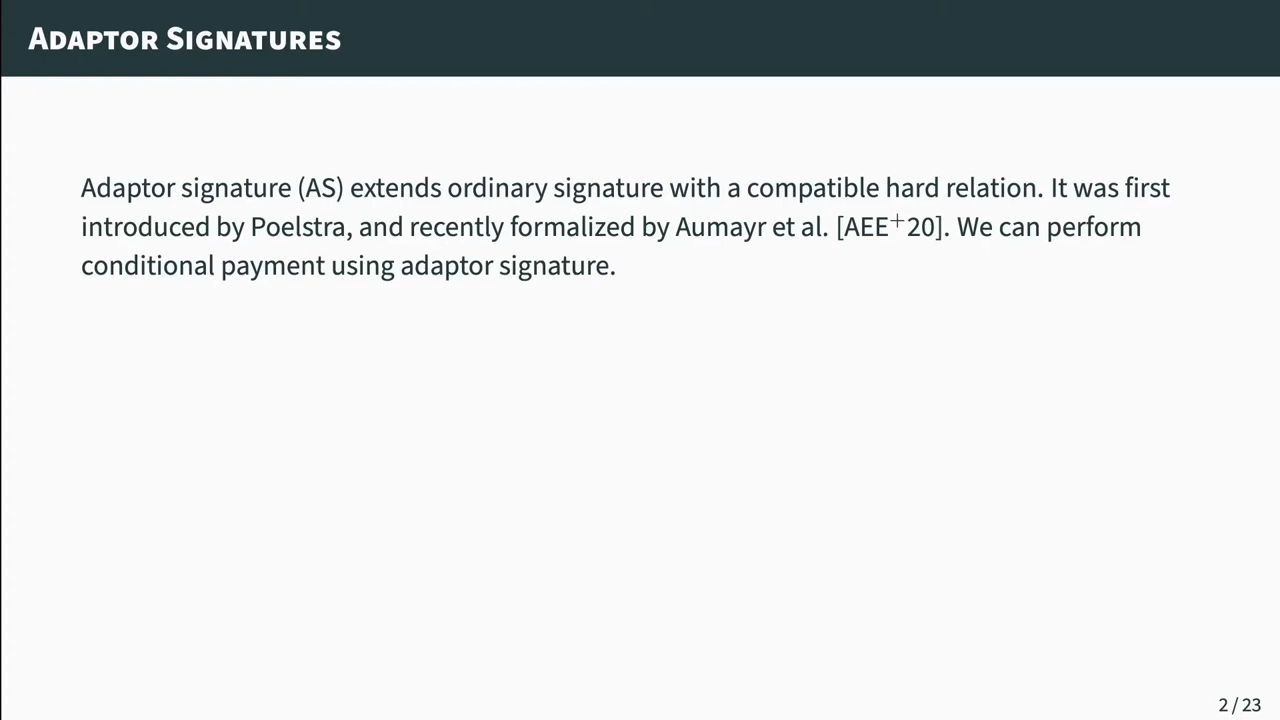 Adaptor Signatures
Adaptor signature (AS) extends ordinary signature with a compatible hard relation. It was first
introduced by Poelstra, and recently formalized by Aumayr et al. [AEE+20]. We can perform
conditional payment using adaptor signature.
2 / 23